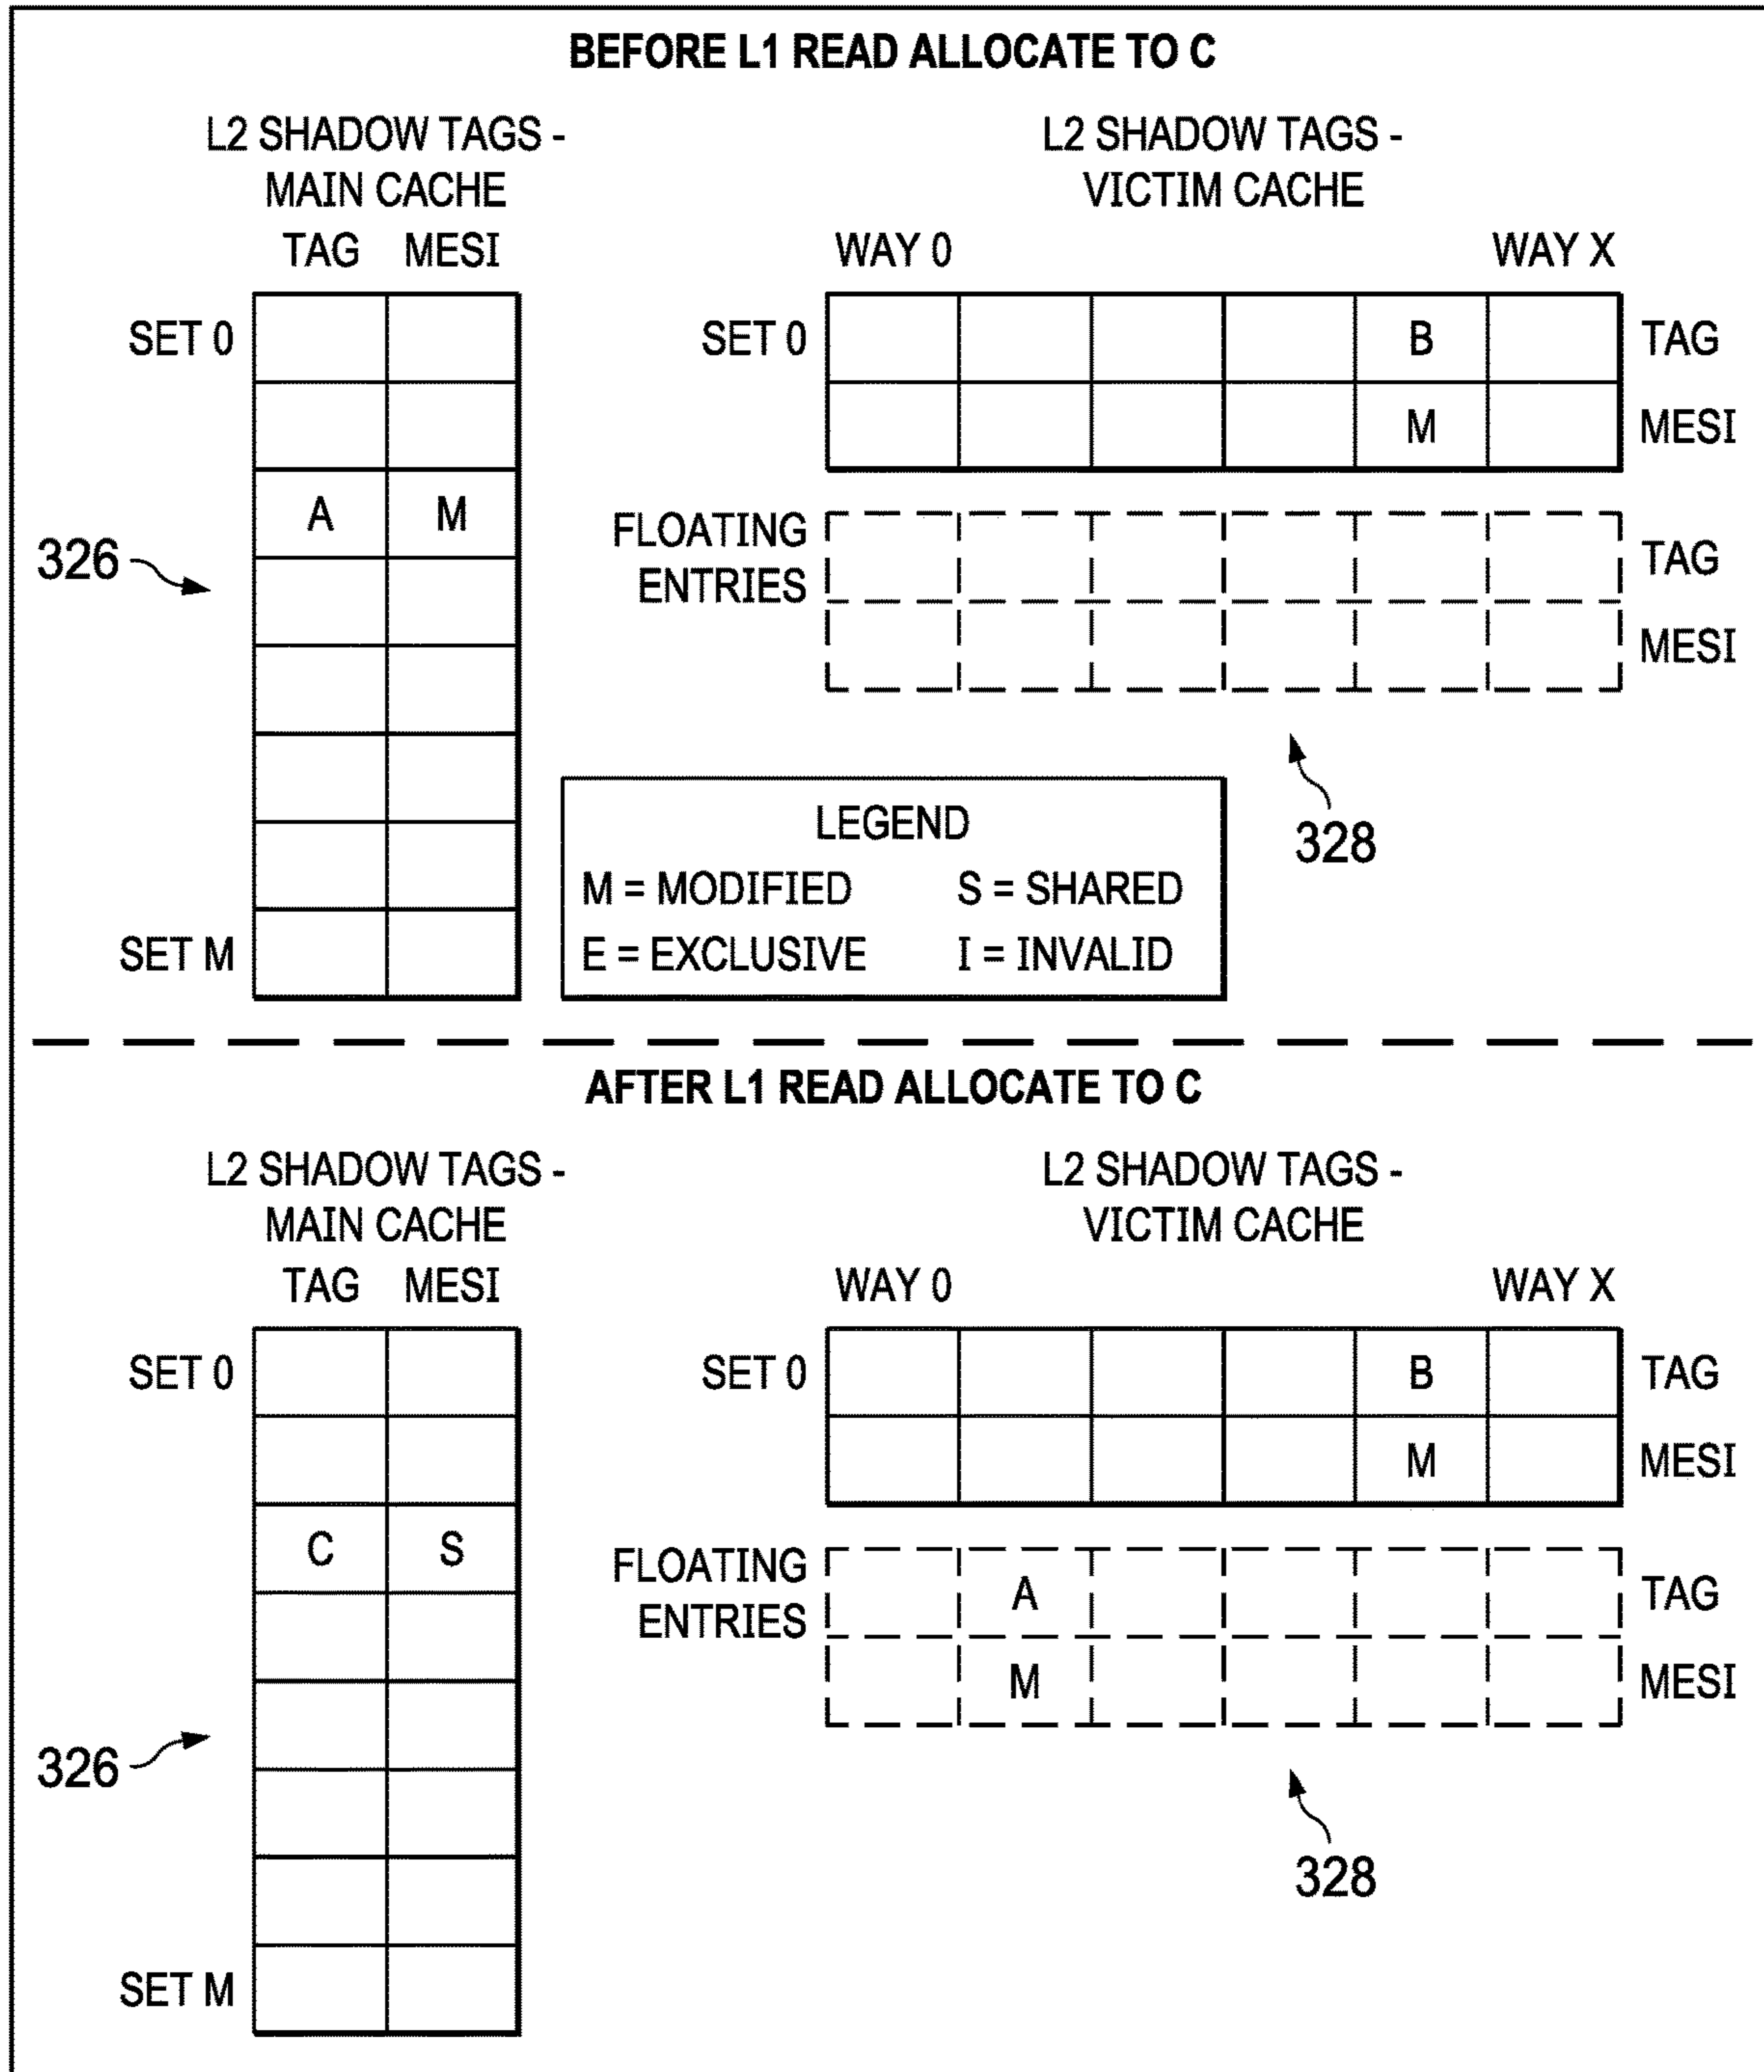 BEFORE L1 READ ALLOCATE TO C
L2 SHADOW TAGS -
MAIN CACHE
TAG MESI
SET 0
A M
326
SET M
L2 SHADOW TAGS -
VICTIM CACHE
WAY 0 WAY X
SET 0 B TAG
M MESI
FLOATING
ENTRIES
TAG
MESI
328
LEGEND
M = MODIFIED S = SHARED
E = EXCLUSIVE I = INVALID
AFTER L1 READ ALLOCATE TO C
L2 SHADOW TAGS -
MAIN CACHE
TAG MESI
SET 0
C S
326
SET M
L2 SHADOW TAGS -
VICTIM CACHE
WAY 0 WAY X
SET 0 B TAG
M MESI
FLOATING
ENTRIES
A TAG
M MESI
328